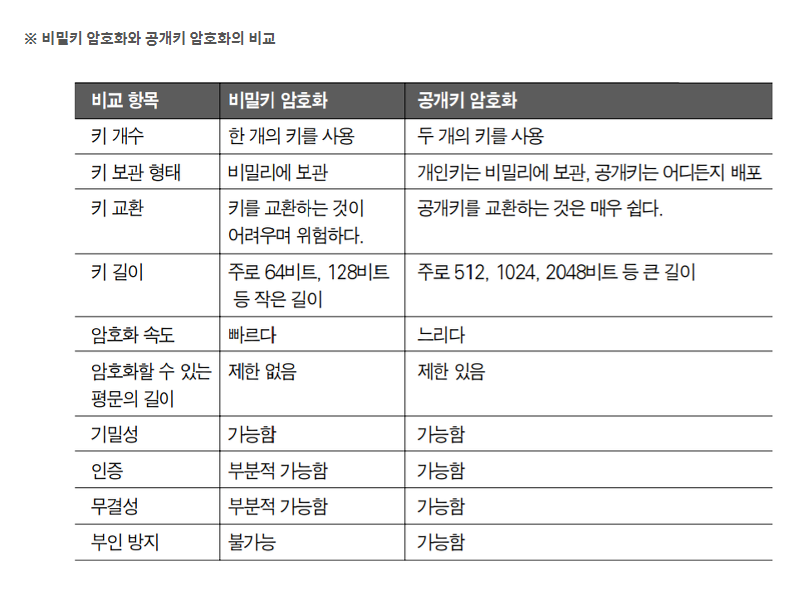 ※ 비밀키 암호화와 공개키 암호화의 비교
비교 항목 비밀키 암호화 공개키 암호화
키 개수 한 개의 키를 사용 두 개의 키를 사용
키 보관 형태 비밀리에 보관 개인키는 비밀리에 보관, 공개키는 어디든지 배포
키 교환 키를 교환하는 것이 공개키를 교환하는 것은 매우 쉽다.
어려우며 위험하다.
키 길이 주로 64비트, 128비트 주로 512, 1024, 2048비트 등 큰 길이
등 작은 길이
암호화 속도 빠르다 느리다
암호화할 수 있는 제한 없음 제한 있음
평문의 길이
기밀성 가능함 가능함
인증 부분적 가능함 가능함
무결성 부분적 가능함 가능함
부인 방지 불가능 가능함